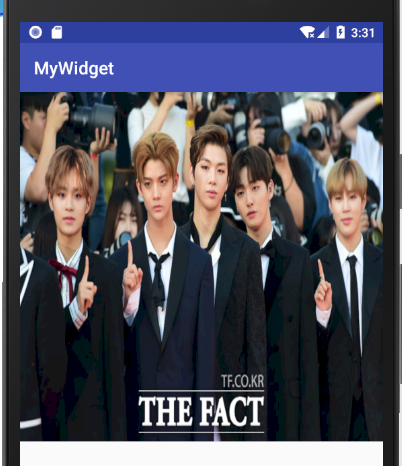 3:31
MyWidget
TF.CO.KR
THE FACT